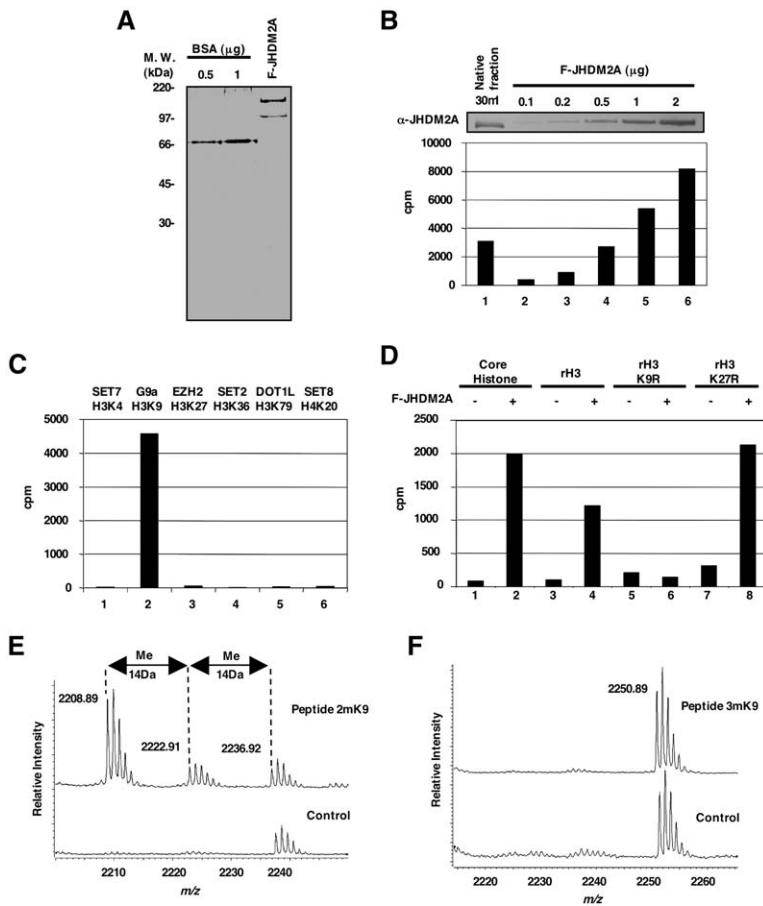 A
M. W.
(kDa)
BSA (μg)
0.5 1
F-JHDM2A
220-
97-
66-
45-
30-
B
Native
fraction
30ml
F-JHDM2A (μg)
0.1 0.2 0.5 1 2
α-JHDM2A
10000
8000
6000
4000
2000
0
cpm
1 2 3 4 5 6
C
SET7 G9a EZH2 SET2 DOT1L SET8
H3K4 H3K9 H3K27 H3K36 H3K79 H4K20
5000
4000
3000
2000
1000
0
cpm
1 2 3 4 5 6
D
Core
Histone
rH3
rH3
K9R
rH3
K27R
F-JHDM2A - + - + - + - +
2500
2000
1500
1000
500
0
cpm
1 2 3 4 5 6 7 8
E
Me
14Da
Me
14Da
2208.89
2222.91
2236.92
Peptide 2mK9
Control
Relative Intensity
2210 2220 2230 2240
m/z
F
2250.89
Peptide 3mK9
Control
Relative Intensity
2220 2230 2240 2250 2260
m/z